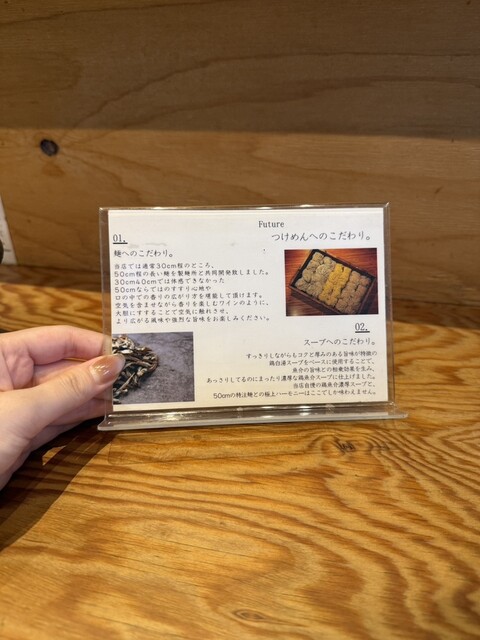 Future
つけめんへのこだわり。
01.
麺へのこだわり。
当店では通常30cm程のところ、
50cm程の長い麺を製麺所と共同開発致しました。
30cm40cmでは体感できなかった
50cmならではのすすり心地や
口の中での香りの広がり方を堪能して頂けます。
空気を含ませながら香りを楽しむワインのように、
大胆にすすることで空気に触れさせ、
より広がる風味や強烈な旨味をお楽しみください。
02.
スープへのこだわり。
すっきりしながらもコクと厚みのある旨味が特徴の
鶏白湯スープをベースに使用することで、
魚介の旨味との相乗効果を生み、
あっさりしてるのにまったり濃厚な鶏魚介スープに仕上げました。
当店自慢の鶏魚介濃厚スープと、
50cmの特注麺との極上ハーモニーはここでしか味わえません。